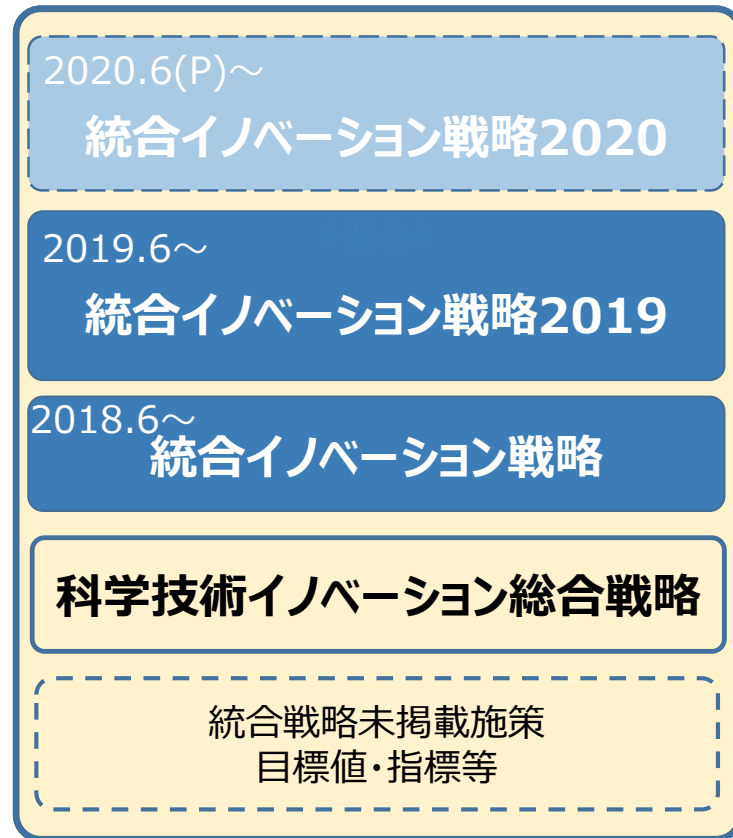 2020.6(P)～
統合イノベーション戦略2020
2019.6～
統合イノベーション戦略2019
2018.6～
統合イノベーション戦略
科学技術イノベーション総合戦略
統合戦略未掲載施策
目標値・指標等